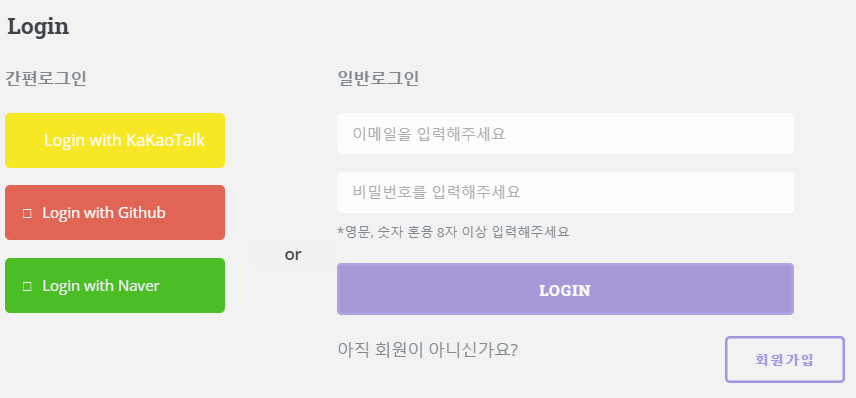 Login
간편로그인
Login with KaKaoTalk
Login with Github
Login with Naver
or
일반로그인
이메일을 입력해주세요
비밀번호를 입력해주세요
*영문, 숫자 혼용 8자 이상 입력해주세요
LOGIN
아직 회원이 아니신가요?
회원가입